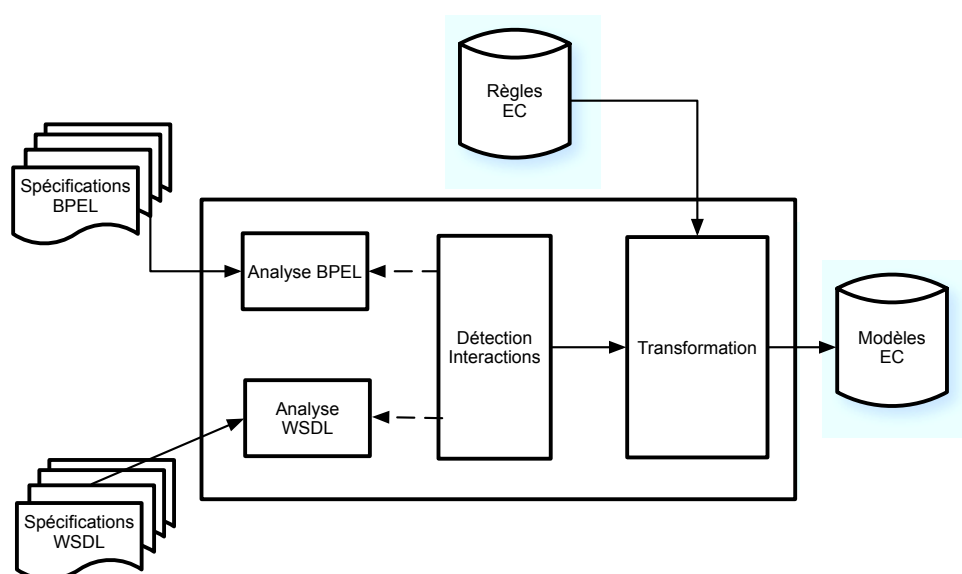 Règles
EC
Spécifications
BPEL
Analyse BPEL
Détection
Interactions
Transformation
Modèles
EC
Analyse
WSDL
Spécifications
WSDL